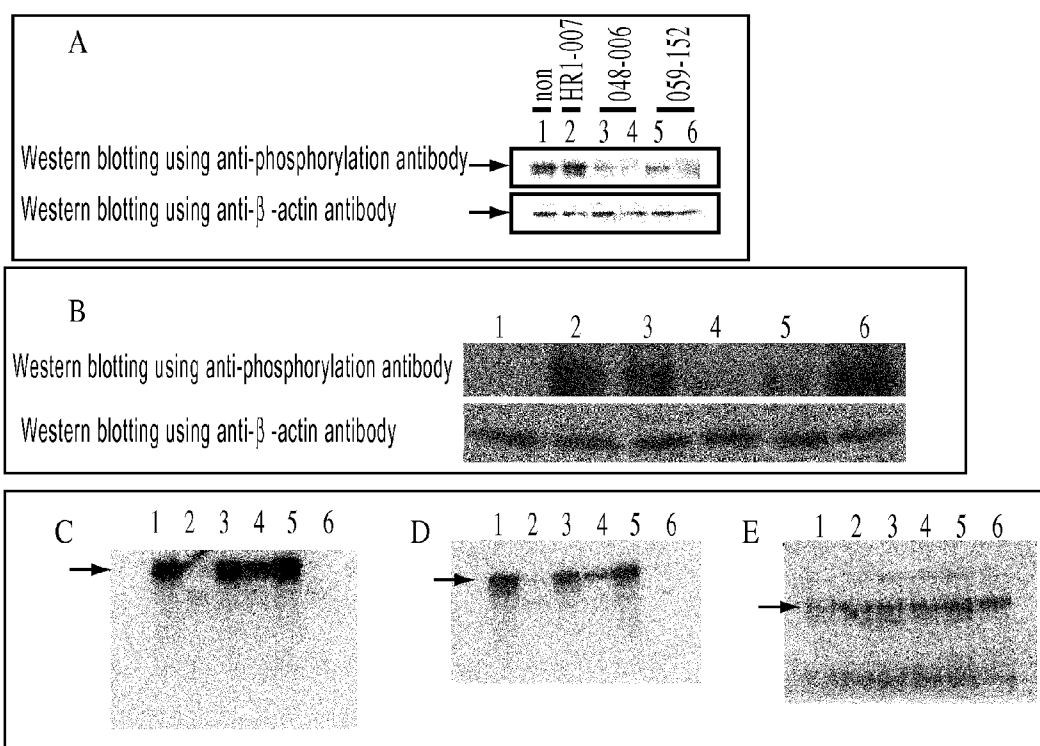 A
non
HR1-007
048-006
059-152
1 2 3 4 5 6
Western blotting using anti-phosphorylation antibody
Western blotting using anti-β -actin antibody
B
1 2 3 4 5 6
Western blotting using anti-phosphorylation antibody
Western blotting using anti-β -actin antibody
C
1 2 3 4 5 6
D
1 2 3 4 5 6
E
1 2 3 4 5 6